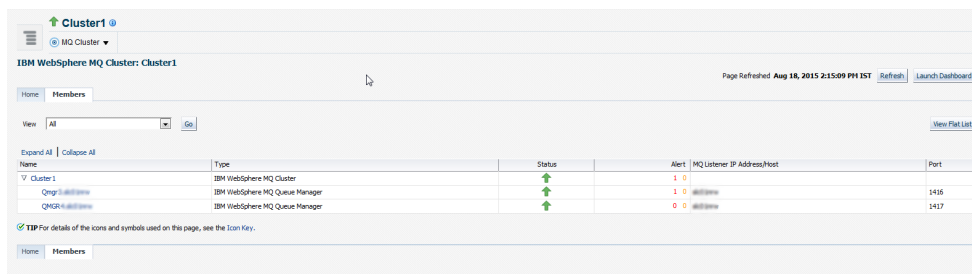 Cluster1
MQ Cluster
IBM WebSphere MQ Cluster: Cluster1
Page Refreshed Aug 18, 2015 2:15:09 PM IST Refresh Launch Dashboard
Home Members
View All Go View Flat List
Expand All | Collapse All
Name Type Status Alert MQ Listener IP Address/Host Port
Cluster1 IBM WebSphere MQ Cluster 1 0
Qmgr IBM WebSphere MQ Queue Manager 1 0 1416
QMGR IBM WebSphere MQ Queue Manager 0 0 1417
TIP For details of the icons and symbols used on this page, see the Icon Key.
Home Members